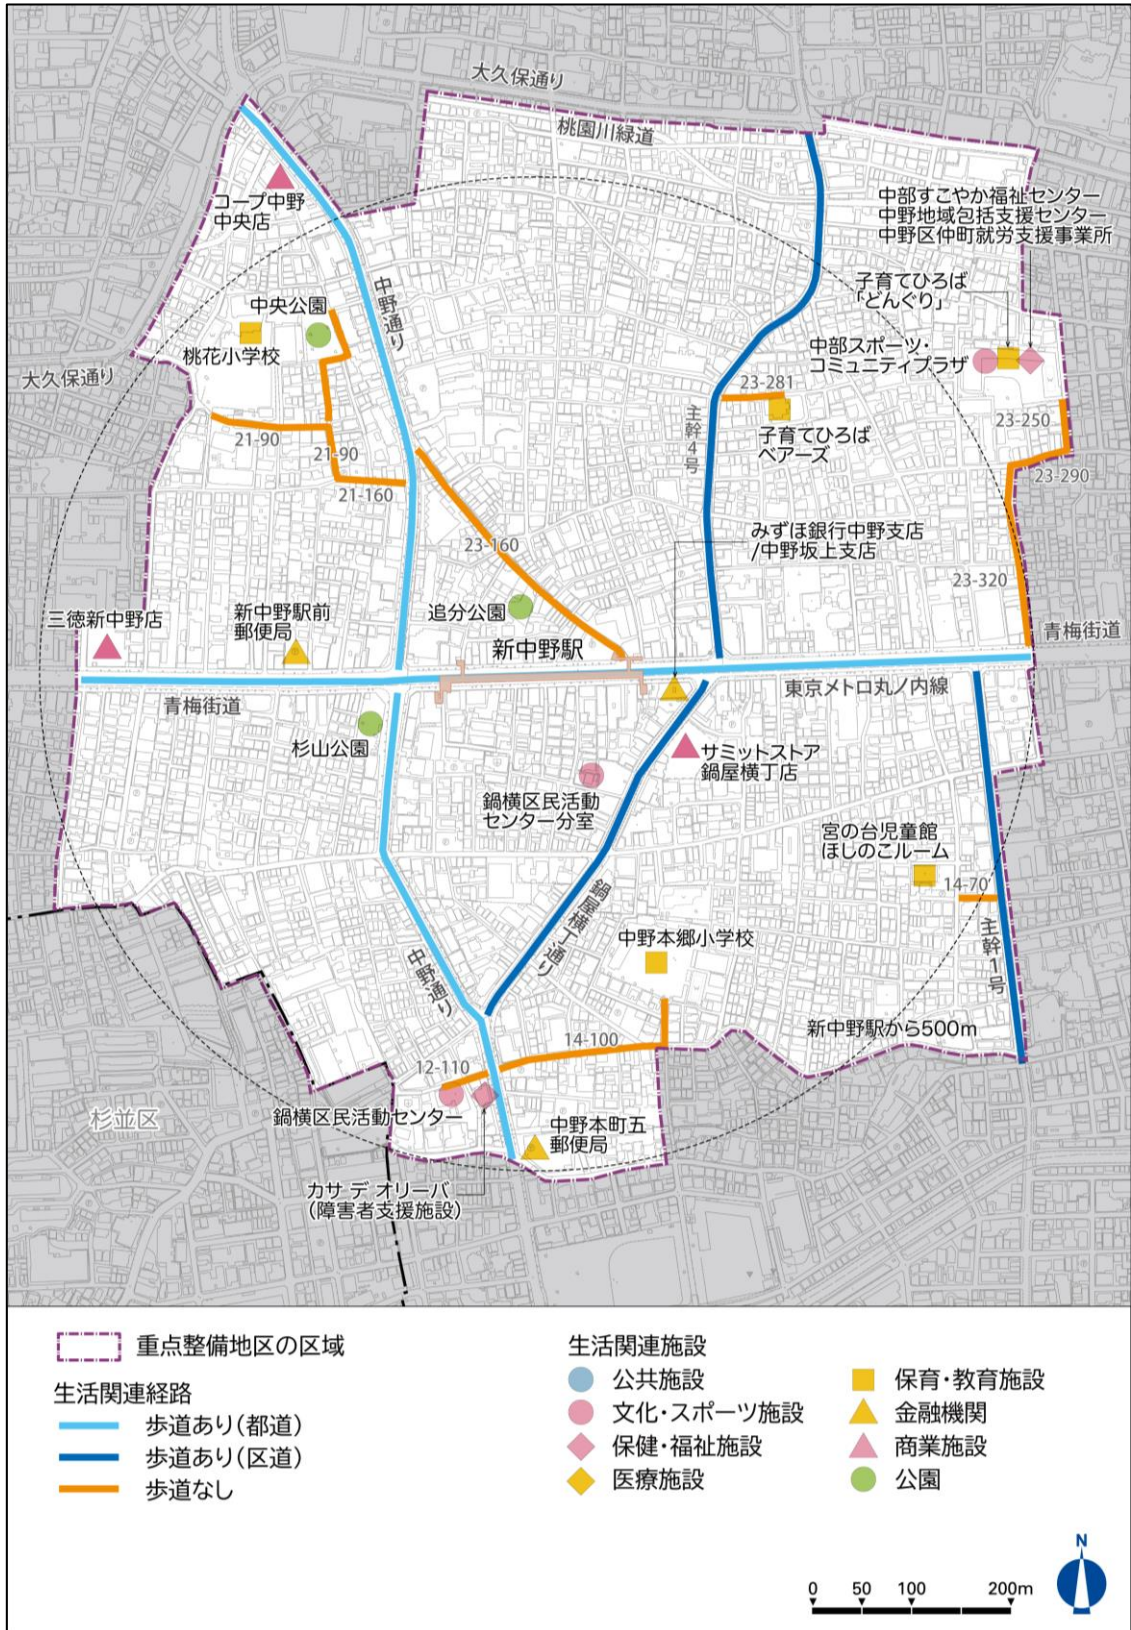 大久保通り
桃園川緑道
コープ中野
中央店
中部すこやか福祉センター
中野地域包括支援センター
中野区仲町就労支援事業所
子育てひろば
「どんぐり」
中央公園
中野通り
桃花小学校
中部スポーツ・
コミュニティプラザ
大久保通り
23-281
主幹4号
子育てひろば
ベアーズ
23-250
21-90
21-90
23-290
21-160
23-160
みずほ銀行中野支店
/中野坂上支店
23-320
三徳新中野店
新中野駅前
郵便局
追分公園
新中野駅
青梅街道
東京メトロ丸ノ内線
青梅街道
杉山公園
サミットストア
鍋屋横丁店
鍋横区民活動
センター分室
宮の台児童館
ほしのこルーム
14-70
鍋屋横丁通り
主幹1号
中野本郷小学校
中野通り
新中野駅から500m
14-100
12-110
杉並区
鍋横区民活動センター
中野本町五
郵便局
カサ デ オリーバ
(障害者支援施設)
重点整備地区の区域
生活関連経路
歩道あり(都道)
歩道あり(区道)
歩道なし
生活関連施設
公共施設
文化・スポーツ施設
保健・福祉施設
医療施設
保育・教育施設
金融機関
商業施設
公園
N
0 50 100 200m